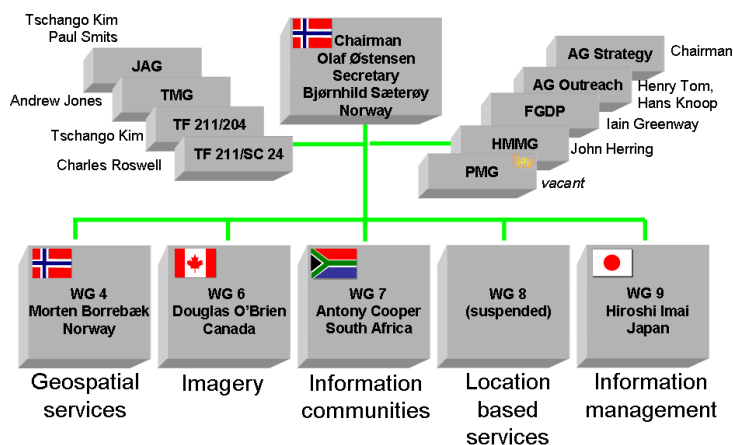 Tschango Kim
Paul Smits
JAG
Andrew Jones
TMG
Tschango Kim
TF 211/204
Charles Roswell
TF 211/SC 24
Chairman
Olaf Østensen
Secretary
Bjørnhild Sæterøy
Norway
AG Strategy
Chairman
AG Outreach
Henry Tom,
Hans Knoop
FGDP
Iain Greenway
HMMG
John Herring
PMG
vacant
WG 4
Morten Borrebæk
Norway
Geospatial
services
WG 6
Douglas O'Brien
Canada
Imagery
WG 7
Antony Cooper
South Africa
Information
communities
WG 8
(suspended)
Location
based
services
WG 9
Hiroshi Imai
Japan
Information
management